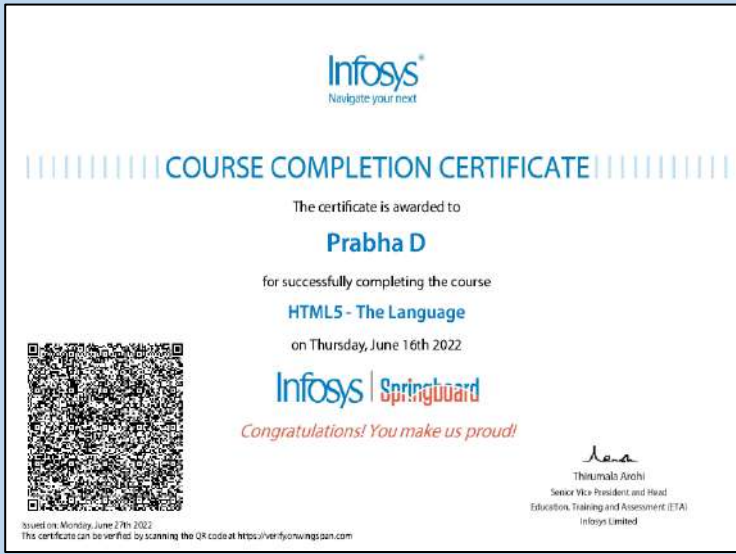 Infosys®
Navigate your next
COURSE COMPLETION CERTIFICATE
The certificate is awarded to
Prabha D
for successfully completing the course
HTML5 - The Language
on Thursday, June 16th 2022
Infosys | Springboard
Congratulations! You make us proud!
Thirumala Arohi
Senior Vice President and Head
Education, Training and Assessment (ETA)
Infosys Limited
Issued on: Monday, June 27th 2022
This certificate can be verified by scanning the QR code at https://verify.onwingspan.com